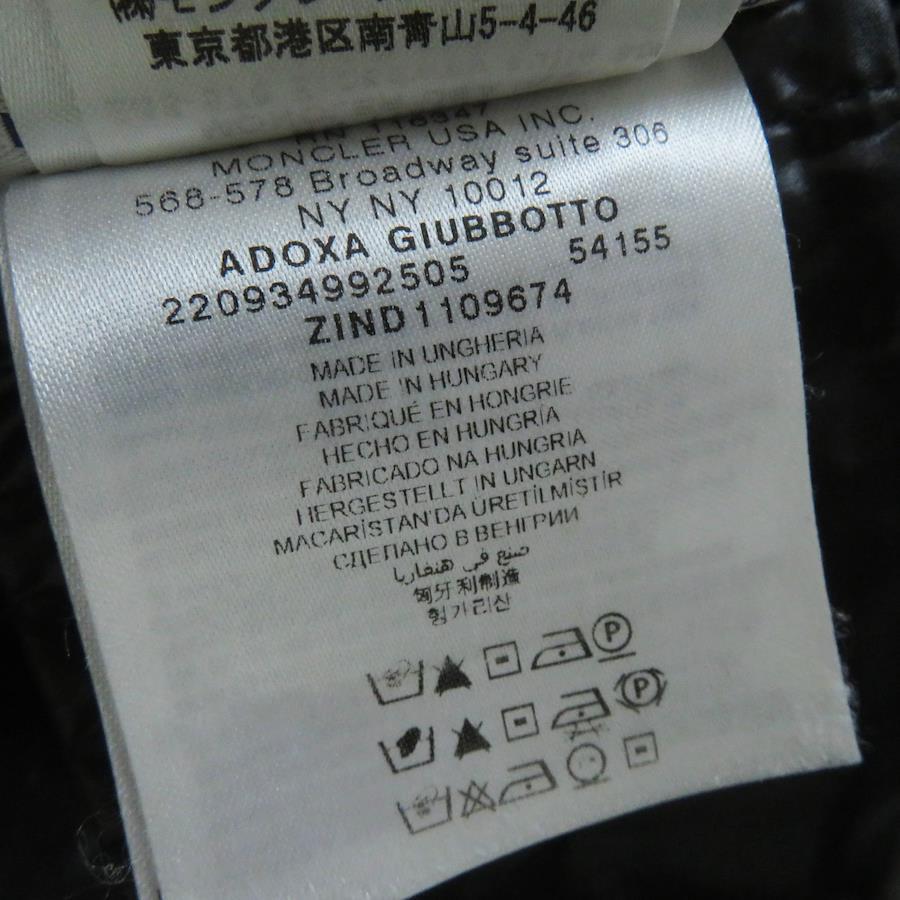 東京都港区南青山5-4-46
MONCLER USA INC.
568-578 Broadway suite 306
NY NY 10012
ADOXA GIUBBOTTO
220934992505 54155
ZIND1109674
MADE IN UNGHERIA
MADE IN HUNGARY
FABRIQUÉ EN HONGRIE
HECHO EN HUNGRÍA
FABRICADO NA HUNGRIA
HERGESTELLT IN UNGARN
MACARİSTAN'DA ÜRETİLMİŞTİR
СДЕЛАНО В ВЕНГРИИ
صنع في هنغاريا
匈牙利制造
헝가리산
P
P